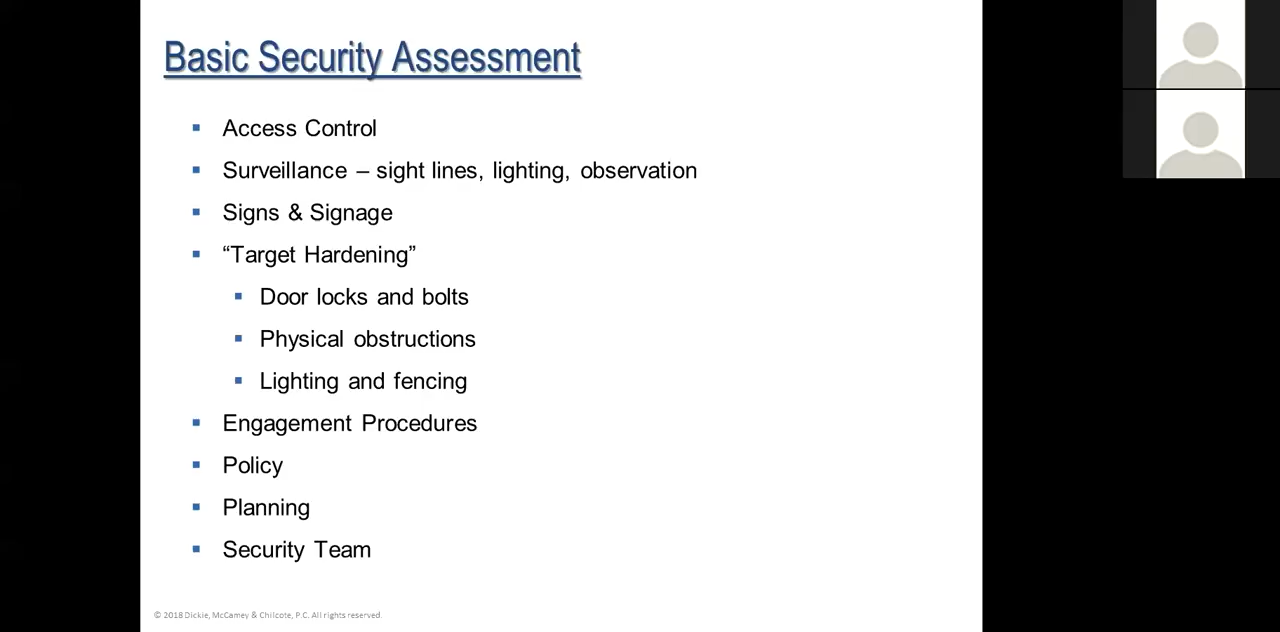 Basic Security Assessment
Access Control
Surveillance – sight lines, lighting, observation
Signs & Signage
“Target Hardening”
Door locks and bolts
Physical obstructions
Lighting and fencing
Engagement Procedures
Policy
Planning
Security Team
© 2018 Dickie, McCamey & Chilcote, P.C. All rights reserved.